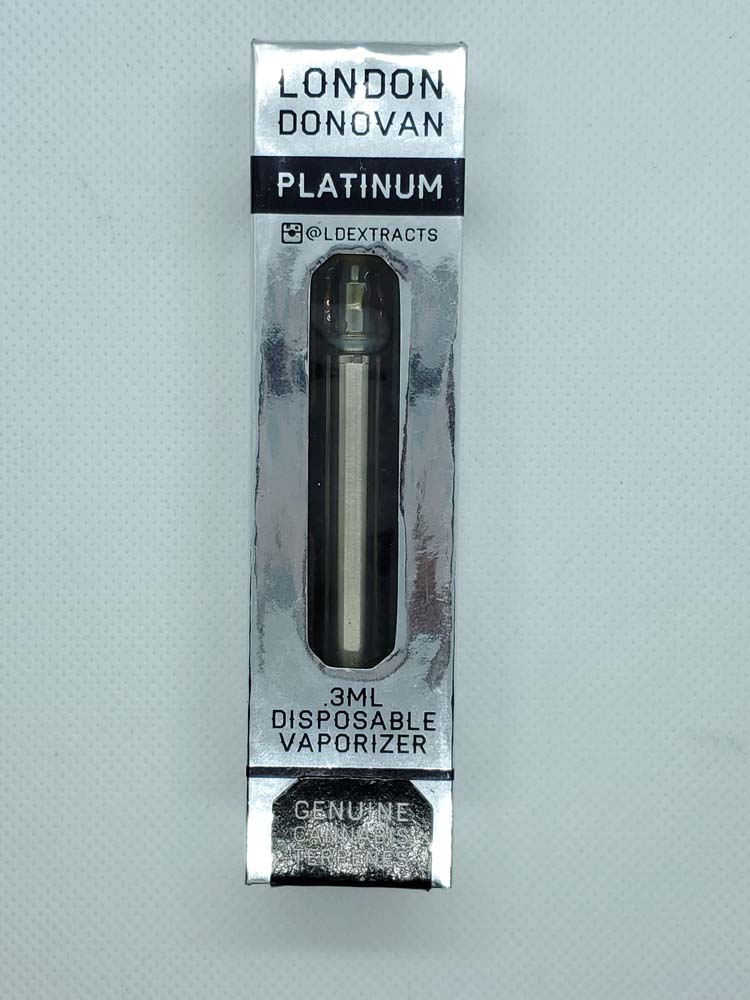 LONDON
DONOVAN
PLATINUM
@LDEXTRACTS
.3ML
DISPOSABLE
VAPORIZER
GENUINE
CANNABIS
TERPENES